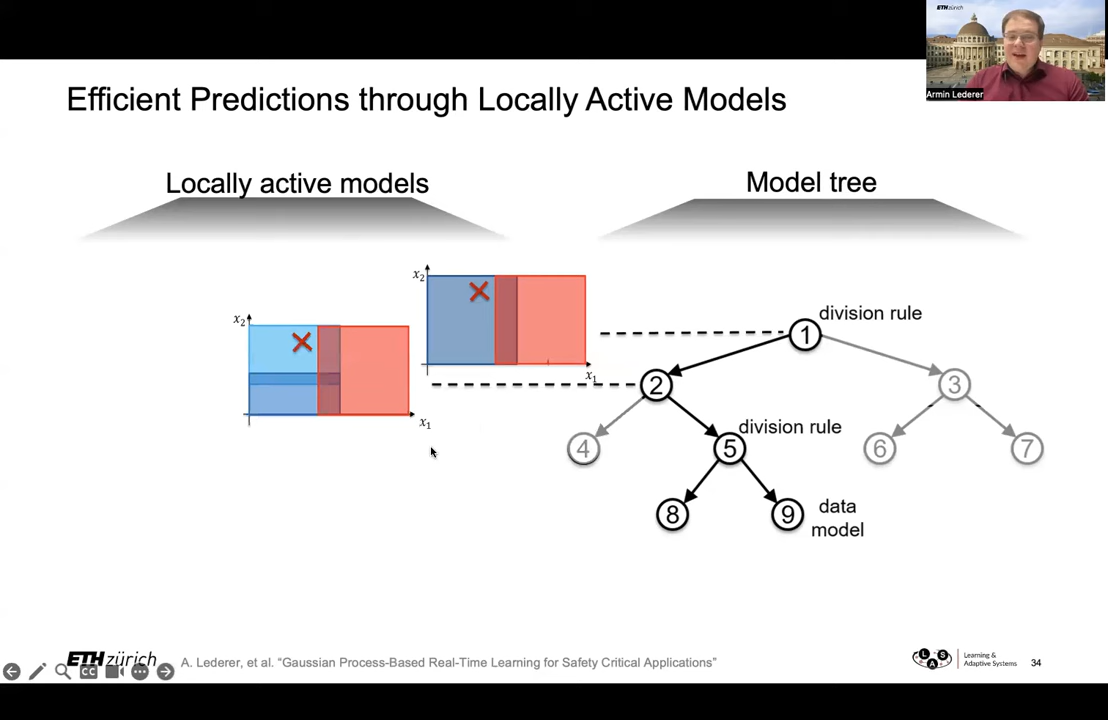 ETH zürich
Armin Lederer
Efficient Predictions through Locally Active Models
Locally active models
Model tree
x₂
x₁
x₂
x₁
division rule
1
2
3
division rule
4
5
6
7
8
9
data
model
ETH zürich
A. Lederer, et al. "Gaussian Process-Based Real-Time Learning for Safety Critical Applications"
CC
L A S
Learning &
Adaptive Systems
34